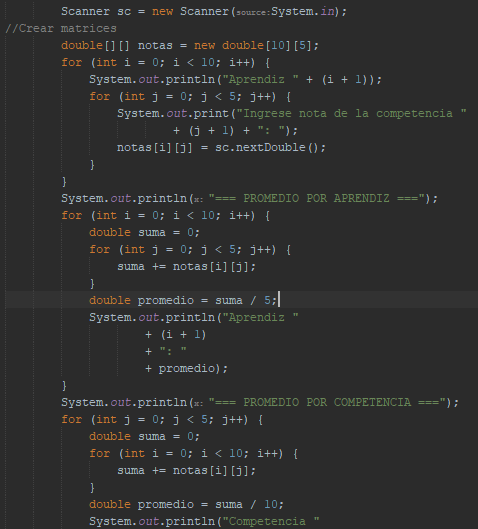 Scanner sc = new Scanner(source:System.in);
//Crear matrices
double[][] notas = new double[10][5];
for (int i = 0; i < 10; i++) {
System.out.println("Aprendiz " + (i + 1));
for (int j = 0; j < 5; j++) {
System.out.print("Ingrese nota de la competencia "
+ (j + 1) + ": ");
notas[i][j] = sc.nextDouble();
}
}
System.out.println(x: "=== PROMEDIO POR APRENDIZ ===");
for (int i = 0; i < 10; i++) {
double suma = 0;
for (int j = 0; j < 5; j++) {
suma += notas[i][j];
}
double promedio = suma / 5;
System.out.println("Aprendiz "
+ (i + 1)
+ ": "
+ promedio);
}
System.out.println(x: "=== PROMEDIO POR COMPETENCIA ===");
for (int j = 0; j < 5; j++) {
double suma = 0;
for (int i = 0; i < 10; i++) {
suma += notas[i][j];
}
double promedio = suma / 10;
System.out.println("Competencia "